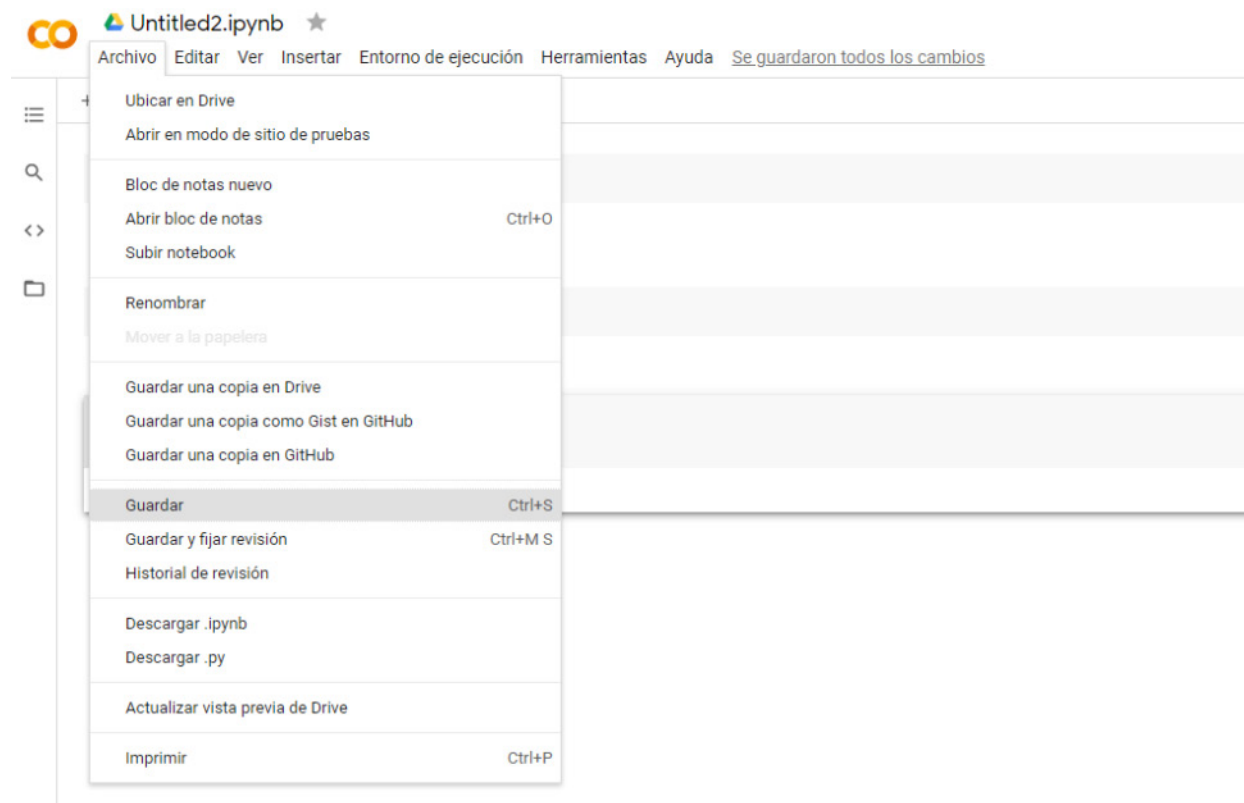 CO Untitled2.ipynb
Archivo Editar Ver Insertar Entorno de ejecución Herramientas Ayuda Se guardaron todos los cambios
Ubicar en Drive
Abrir en modo de sitio de pruebas
Bloc de notas nuevo
Abrir bloc de notas Ctrl+O
Subir notebook
Renombrar
Mover a la papelera
Guardar una copia en Drive
Guardar una copia como Gist en GitHub
Guardar una copia en GitHub
Guardar Ctrl+S
Guardar y fijar revisión Ctrl+M S
Historial de revisión
Descargar .ipynb
Descargar .py
Actualizar vista previa de Drive
Imprimir Ctrl+P